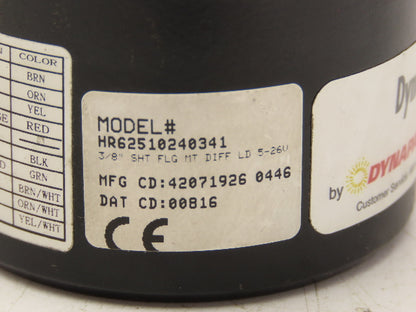 COLOR
BRN
ORN
YEL
RED
—
BLK
GRN
BRN/WHT
ORN/WHT
YEL/WHT
MODEL#
HR62510240341
3/8" SHT FLG MT DIFF LD 5-26V
MFG CD:42071926 0446
DAT CD:00816
CE
by
Customer Service